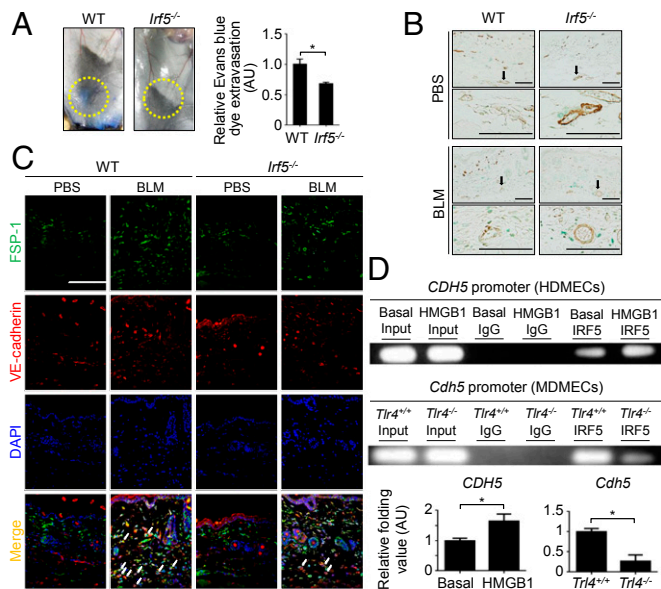 A
WT
Irf5-/-
Relative Evans blue
dye extravasation
(AU)
1.5
1.0
0.5
0
*
WT
Irf5-/-
B
WT
Irf5-/-
PBS
BLM
C
WT
Irf5-/-
PBS
BLM
PBS
BLM
FSP-1
VE-cadherin
DAPI
Merge
D
CDH5 promoter (HDMECs)
Basal HMGB1 Basal HMGB1 Basal HMGB1
Input Input IgG IgG IRF5 IRF5
Cdh5 promoter (MDMECs)
Tlr4+/+ Tlr4-/- Tlr4+/+ Tlr4-/- Tlr4+/+ Tlr4-/-
Input Input IgG IgG IRF5 IRF5
Relative folding
value (AU)
CDH5
2
1
0
*
Basal HMGB1
Cdh5
1.5
1
0.5
0
*
Trl4+/+ Trl4-/-